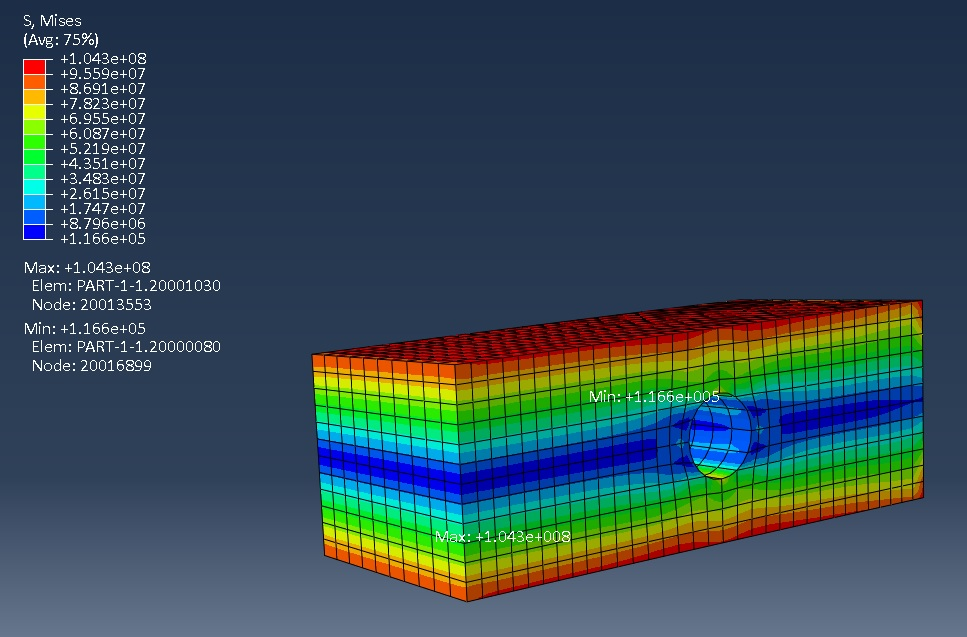 S, Mises
(Avg: 75%)
+1.043e+08
+9.559e+07
+8.691e+07
+7.823e+07
+6.955e+07
+6.087e+07
+5.219e+07
+4.351e+07
+3.483e+07
+2.615e+07
+1.747e+07
+8.796e+06
+1.166e+05
Max: +1.043e+08
Elem: PART-1-1.20001030
Node: 20013553
Min: +1.166e+05
Elem: PART-1-1.20000080
Node: 20016899
Min: +1.166e+005
Max: +1.043e+008